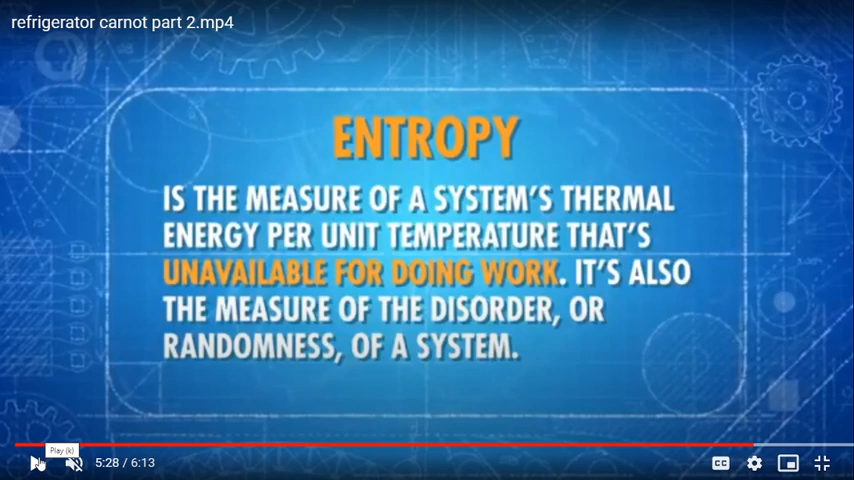 refrigerator carnot part 2.mp4
ENTROPY
IS THE MEASURE OF A SYSTEM'S THERMAL
ENERGY PER UNIT TEMPERATURE THAT'S
UNAVAILABLE FOR DOING WORK. IT'S ALSO
THE MEASURE OF THE DISORDER, OR
RANDOMNESS, OF A SYSTEM.
Play (k)
5:28 / 6:13
CC